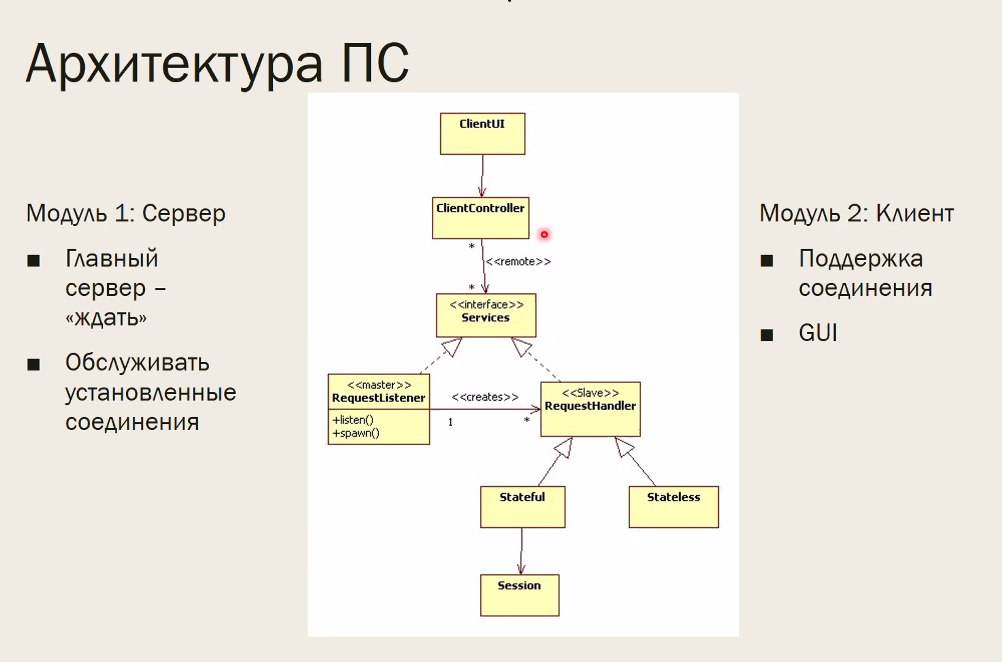 Архитектура ПС
Модуль 1: Сервер
■ Главный
сервер –
«ждать»
■ Обслуживать
установленные
соединения
ClientUI
ClientController
*
<<remote>>
*
<<interface>>
Services
<<master>>
RequestListener
+listen()
+spawn()
<<creates>>
1
*
<<Slave>>
RequestHandler
Stateful
Stateless
Session
Модуль 2: Клиент
■ Поддержка
соединения
■ GUI